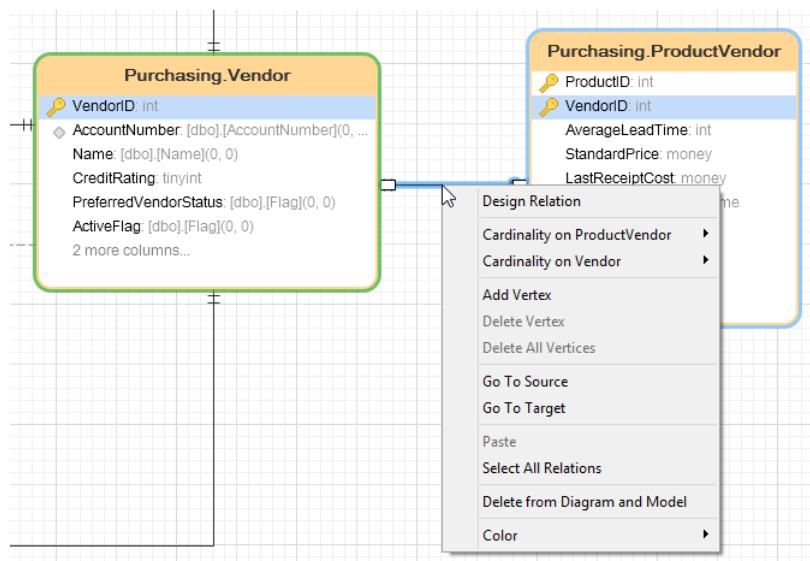 Purchasing.Vendor
VendorID: int
AccountNumber: [dbo].[AccountNumber](0, ...
Name: [dbo].[Name](0, 0)
CreditRating: tinyint
PreferredVendorStatus: [dbo].[Flag](0, 0)
ActiveFlag: [dbo].[Flag](0, 0)
2 more columns...
Purchasing.ProductVendor
ProductID: int
VendorID: int
AverageLeadTime: int
StandardPrice: money
LastReceiptCost: money
Design Relation
Cardinality on ProductVendor
Cardinality on Vendor
Add Vertex
Delete Vertex
Delete All Vertices
Go To Source
Go To Target
Paste
Select All Relations
Delete from Diagram and Model
Color